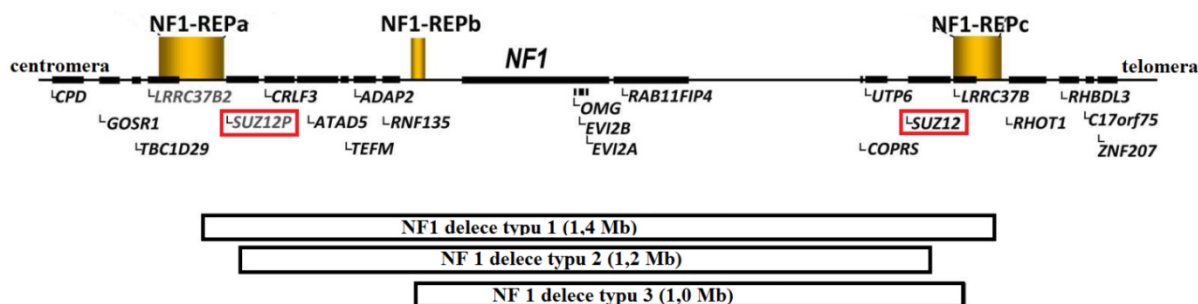 NF1-REPa NF1-REPb NF1-REPc
centromera NF1 telomera
CPD LRRC37B2 CRLF3 ADAP2 OMG RAB11FIP4 UTP6 LRRC37B RHBDL3
GOSR1 SUZ12P ATAD5 RNF135 EVI2B SUZ12 RHOT1 C17orf75
TBC1D29 TEFM EVI2A COPRS ZNF207
NF1 delece typu 1 (1,4 Mb)
NF 1 delece typu 2 (1,2 Mb)
NF 1 delece typu 3 (1,0 Mb)